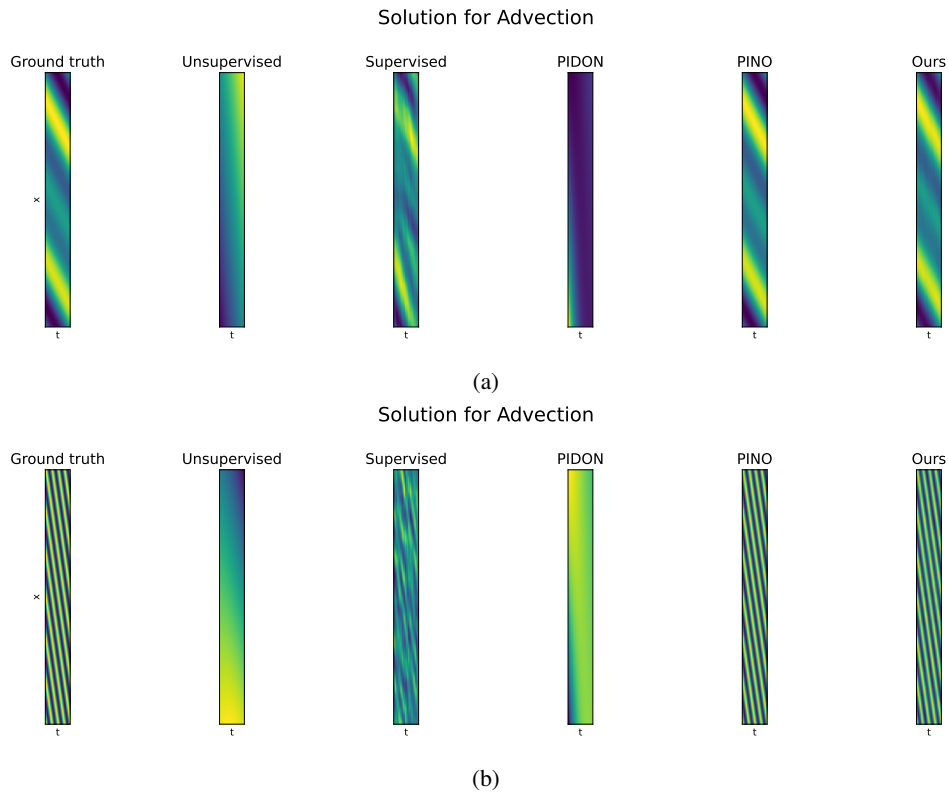 Solution for Advection
Ground truth Unsupervised Supervised PIDON PINO Ours
x
t t t t t t
(a)
Solution for Advection
Ground truth Unsupervised Supervised PIDON PINO Ours
x
t t t t t t
(b)